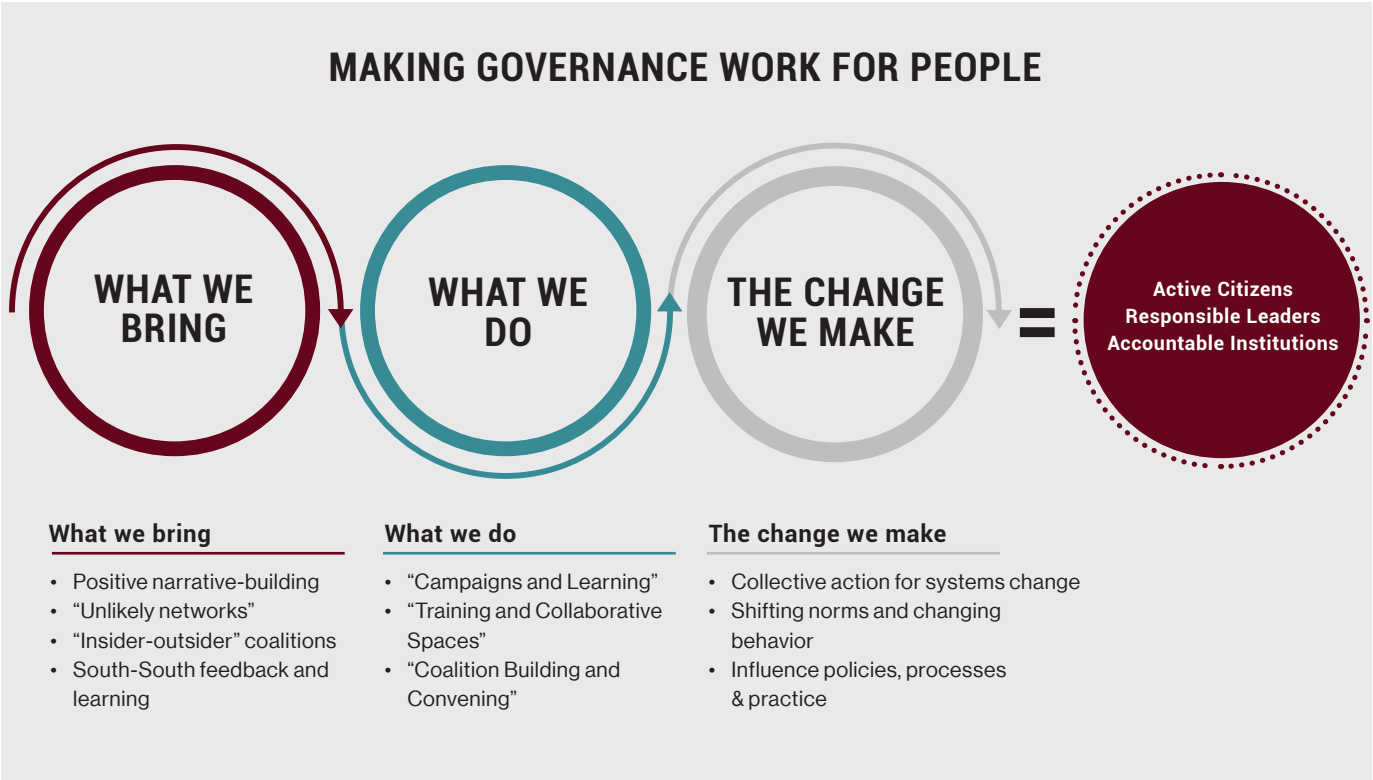 MAKING GOVERNANCE WORK FOR PEOPLE
WHAT WE
BRING
WHAT WE
DO
THE CHANGE
WE MAKE
=
Active Citizens
Responsible Leaders
Accountable Institutions
What we bring
• Positive narrative-building
• “Unlikely networks”
• “Insider-outsider” coalitions
• South-South feedback and
learning
What we do
• “Campaigns and Learning”
• “Training and Collaborative
Spaces”
• “Coalition Building and
Convening”
The change we make
• Collective action for systems change
• Shifting norms and changing
behavior
• Influence policies, processes
& practice